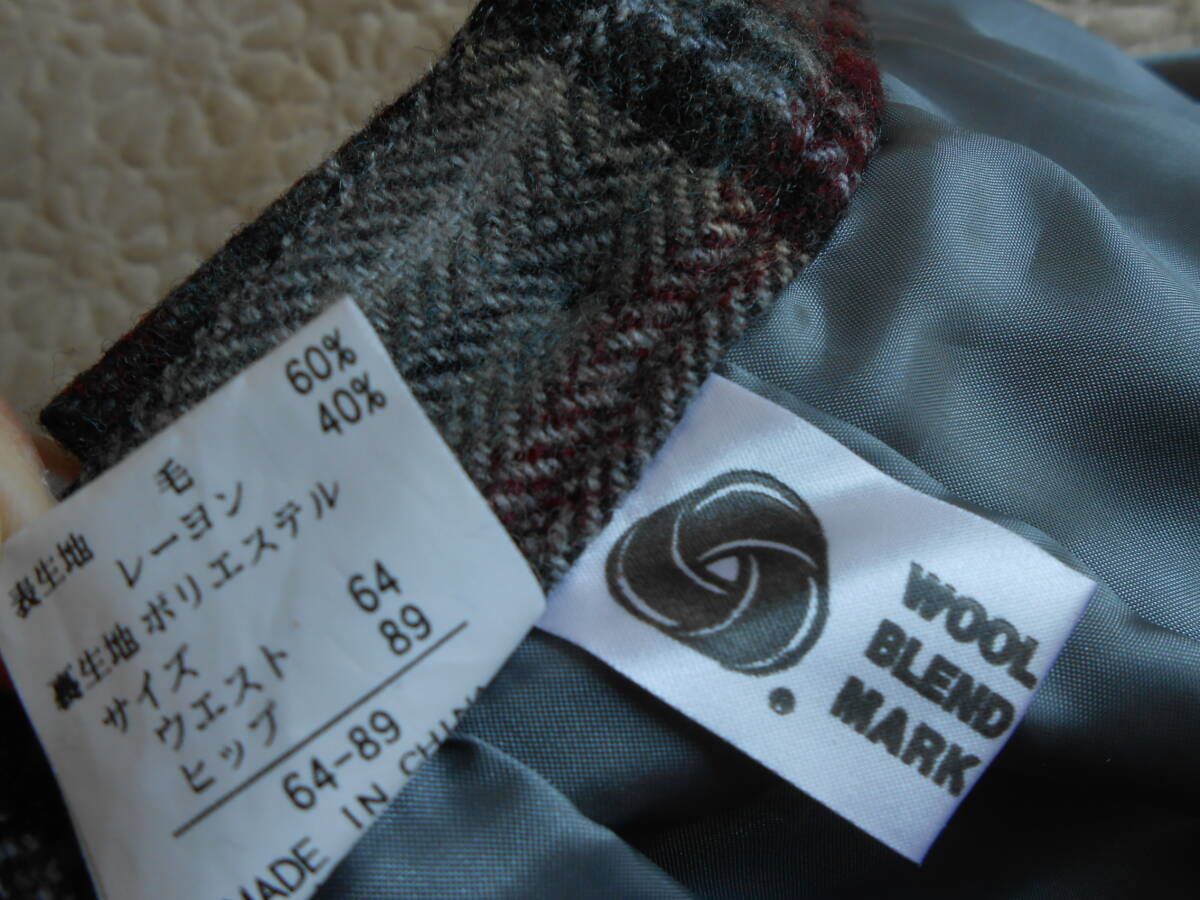 表生地 毛 60%
レーヨン 40%
裏生地 ポリエステル
サイズ
ウエスト 64
ヒップ 89
64-89
MADE IN CHIN
WOOL
BLEND
MARK
®